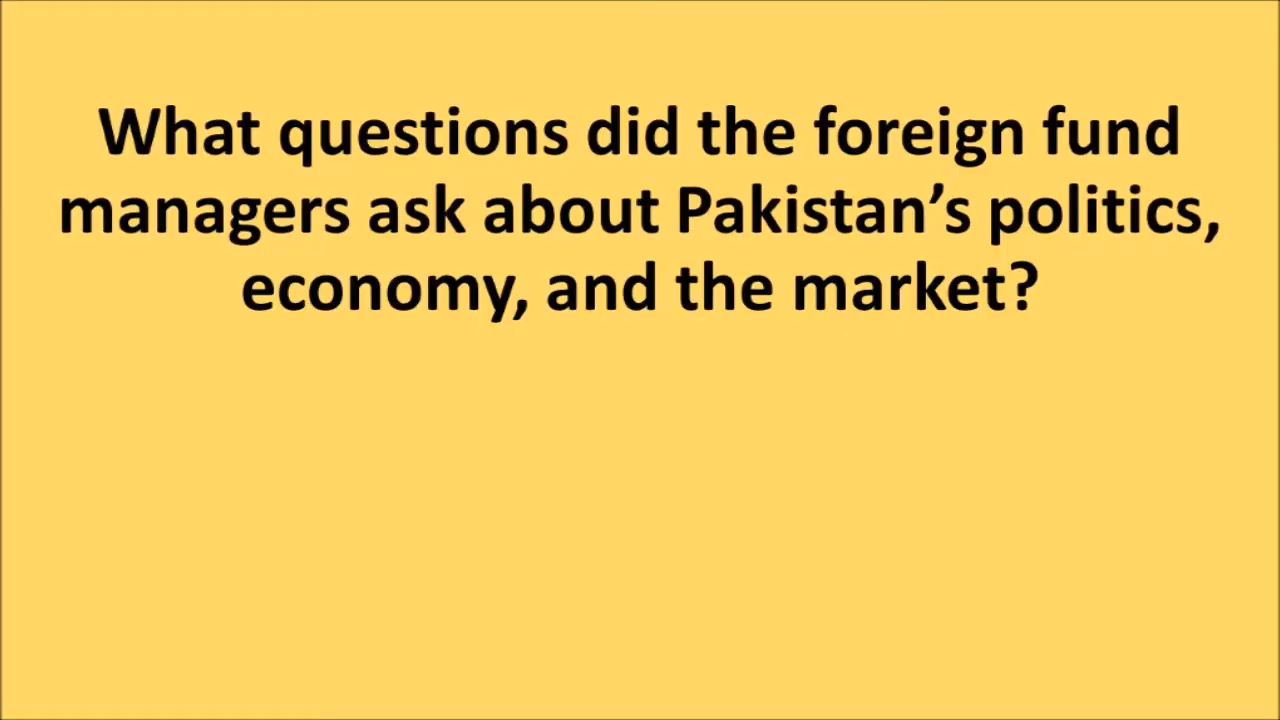 What questions did the foreign fund
managers ask about Pakistan’s politics,
economy, and the market?